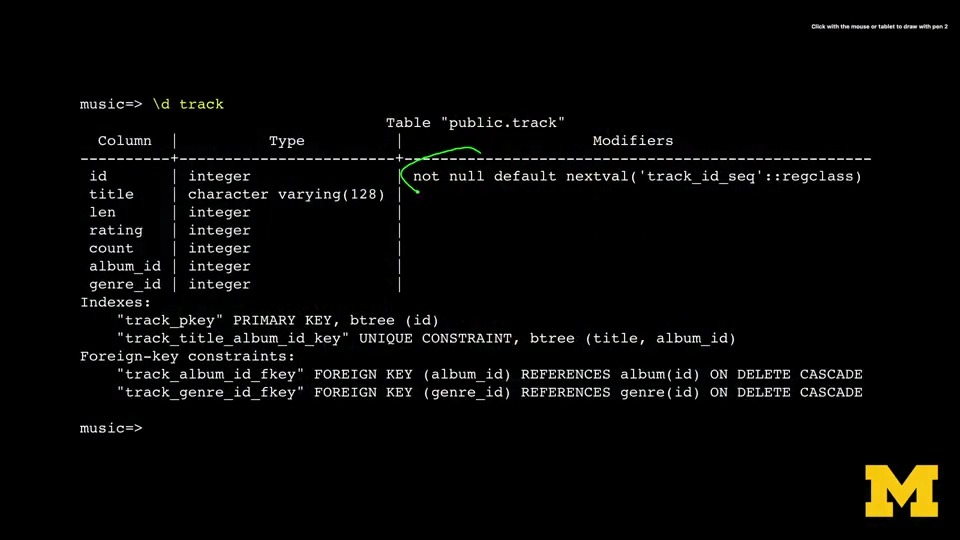 Click with the mouse or tablet to draw with pen 2
music=> \d track
Table "public.track"
Column | Type | Modifiers
----------+------------------------+----------------------------------------------------
id | integer | not null default nextval('track_id_seq'::regclass)
title | character varying(128) |
len | integer |
rating | integer |
count | integer |
album_id | integer |
genre_id | integer |
Indexes:
"track_pkey" PRIMARY KEY, btree (id)
"track_title_album_id_key" UNIQUE CONSTRAINT, btree (title, album_id)
Foreign-key constraints:
"track_album_id_fkey" FOREIGN KEY (album_id) REFERENCES album(id) ON DELETE CASCADE
"track_genre_id_fkey" FOREIGN KEY (genre_id) REFERENCES genre(id) ON DELETE CASCADE
music=>
M